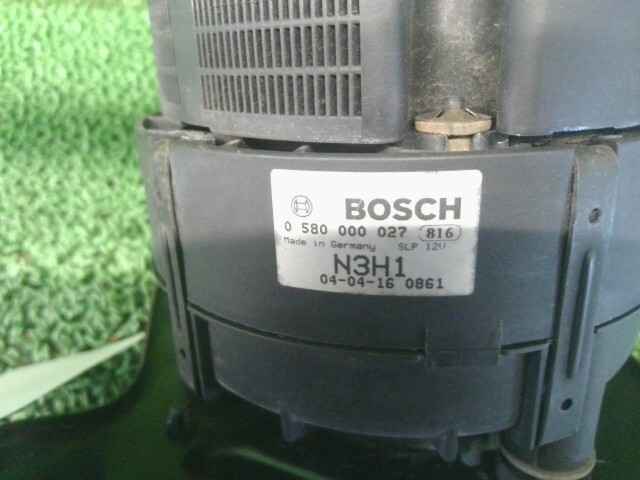 BOSCH
0 580 000 027 816
Made in Germany SLP 12V
N3H1
04-04-16 0861